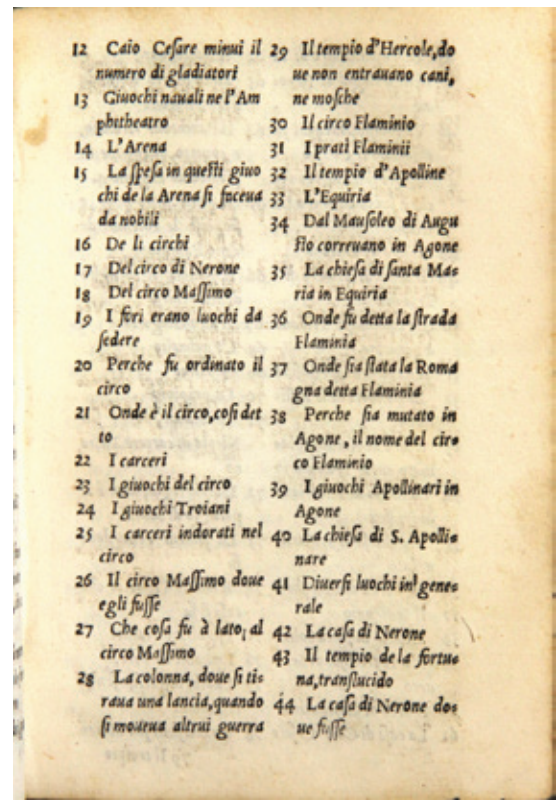 12 Caio Cesare minuì il
numero di gladiatori
13 Giuochi nauali ne l'Am
phitheatro
14 L'Arena
15 La spesa in questi giuo
chi de la Arena si faceua
da nobili
16 De li circhi
17 Del circo di Nerone
18 Del circo Massimo
19 I fori erano luochi da
sedere
20 Perche fu ordinato il
circo
21 Onde è il circo, cosi det
to
22 I carceri
23 I giuochi del circo
24 I giuochi Troiani
25 I carceri indorati nel
circo
26 Il circo Massimo doue
egli fusse
27 Che cosa fu à lato, al
circo Massimo
28 La colonna, doue si ti=
raua una lancia, quando
si moueua altrui guerra
29 Il tempio d'Hercole, do
ue non entrauano cani,
ne mosche
30 Il circo Flaminio
31 I prati Flaminii
32 Il tempio d'Apolline
33 L'Equiria
34 Dal Mausoleo di Augu
sto correuano in Agone
35 La chiesa di santa Ma=
ria in Equiria
36 Onde fu detta la strada
Flaminia
37 Onde sia stata la Roma
gna detta Flaminia
38 Perche sia mutato in
Agone, il nome del cir=
co Flaminio
39 I giuochi Apollinari in
Agone
40 La chiesa di S. Apolli=
nare
41 Diuersi luochi in gene=
rale
42 La casa di Nerone
43 Il tempio de la fortu=
na, translucido
44 La casa di Nerone do=
ue fusse